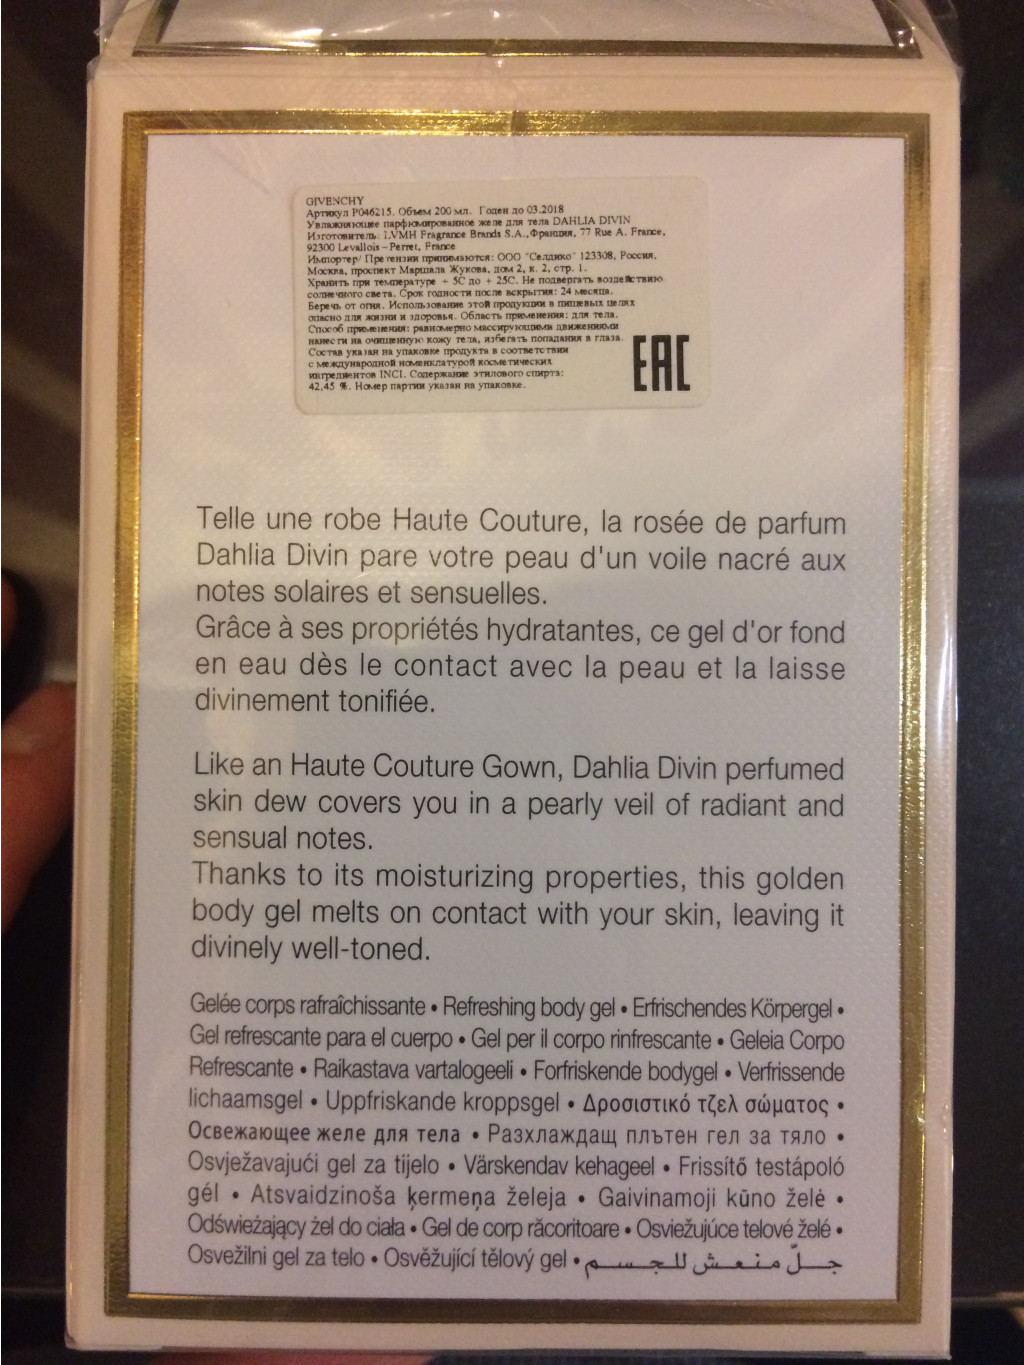 GIVENCHY
Артикул P046215. Объем 200 мл. Годен до 03.2018
Увлажняющее парфюмированное желе для тела DAHLIA DIVIN
Изготовитель: LVMH Fragrance Brands S.A.,Франция, 77 Rue A. France,
92300 Levallois-Perret, France
Импортер/ Претензии принимаются: ООО "Селдико" 123308, Россия,
Москва, проспект Маршала Жукова, дом 2, к. 2, стр. 1.
Хранить при температуре + 5C до + 25C. Не подвергать воздействию
солнечного света. Срок годности после вскрытия: 24 месяца.
Беречь от огня. Использование этой продукции в пищевых целях
опасно для жизни и здоровья. Область применения: для тела.
Способ применения: равномерно массирующими движениями
нанести на очищенную кожу тела, избегать попадания в глаза.
Состав указан на упаковке продукта в соответствии
с международной номенклатурой косметических
ингредиентов INCI. Содержание этилового спирта:
42,45 %. Номер партии указан на упаковке.
EAC
Telle une robe Haute Couture, la rosée de parfum
Dahlia Divin pare votre peau d'un voile nacré aux
notes solaires et sensuelles.
Grâce à ses propriétés hydratantes, ce gel d'or fond
en eau dès le contact avec la peau et la laisse
divinement tonifiée.
Like an Haute Couture Gown, Dahlia Divin perfumed
skin dew covers you in a pearly veil of radiant and
sensual notes.
Thanks to its moisturizing properties, this golden
body gel melts on contact with your skin, leaving it
divinely well-toned.
Gelée corps rafraîchissante • Refreshing body gel • Erfrischendes Körpergel •
Gel refrescante para el cuerpo • Gel per il corpo rinfrescante • Geleia Corpo
Refrescante • Raikastava vartalogeeli • Forfriskende bodygel • Verfrissende
lichaamsgel • Uppfriskande kroppsgel • Δροσιστικό τζελ σώματος •
Освежающее желе для тела • Разхлаждащ плътен гел за тяло •
Osvježavajući gel za tijelo • Värskendav kehageel • Frissítő testápoló
gél • Atsvaidzinoša ķermeņa želeja • Gaivinamoji kūno želė •
Odświeżający żel do ciała • Gel de corp răcoritoare • Osviežujúce telové želé •
Osvežilni gel za telo • Osvěžující tělový gel • جلّ منعش للجسم